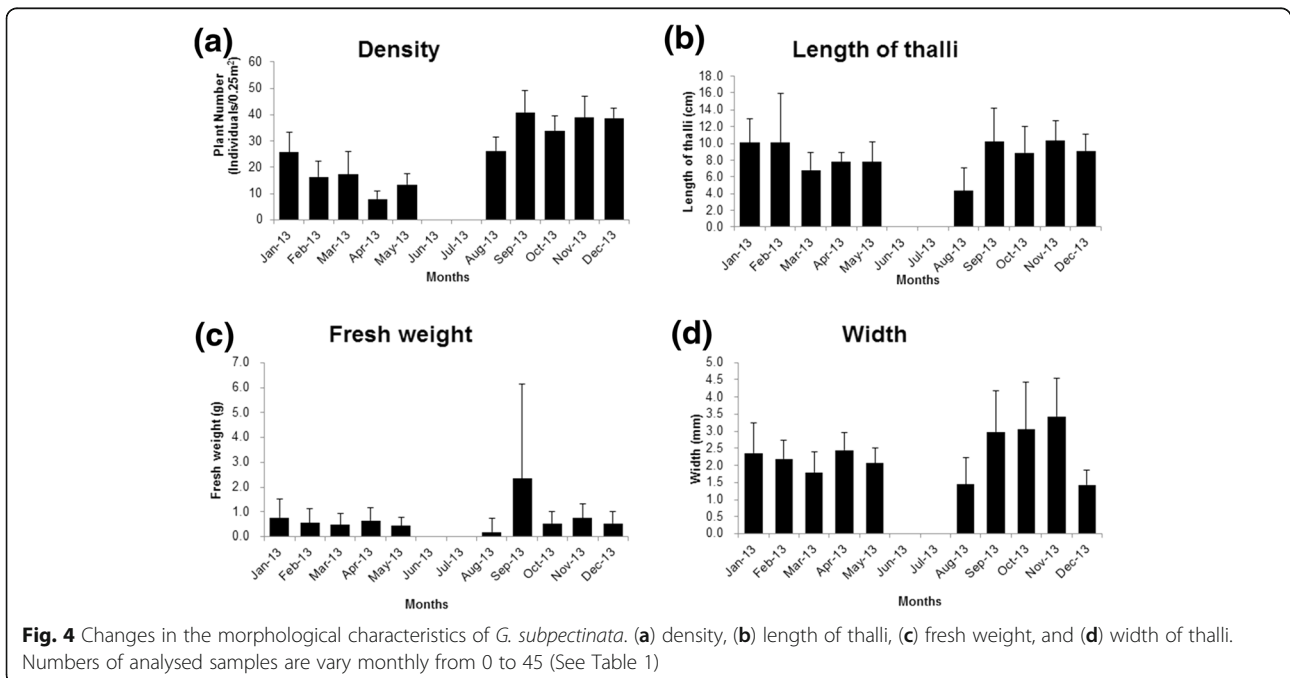 (a) Density
Plant Number
(Individuals/0.25m²)
60
50
40
30
20
10
0
Jan-13
Feb-13
Mar-13
Apr-13
May-13
Jun-13
Jul-13
Aug-13
Sep-13
Oct-13
Nov-13
Dec-13
Months
(b) Length of thalli
Length of thalli (cm)
18.0
16.0
14.0
12.0
10.0
8.0
6.0
4.0
2.0
0.0
Jan-13
Feb-13
Mar-13
Apr-13
May-13
Jun-13
Jul-13
Aug-13
Sep-13
Oct-13
Nov-13
Dec-13
Months
(c) Fresh weight
Fresh weight (g)
7.0
6.0
5.0
4.0
3.0
2.0
1.0
0.0
Jan-13
Feb-13
Mar-13
Apr-13
May-13
Jun-13
Jul-13
Aug-13
Sep-13
Oct-13
Nov-13
Dec-13
Months
(d) Width
Width (mm)
5.0
4.5
4.0
3.5
3.0
2.5
2.0
1.5
1.0
0.5
0.0
Jan-13
Feb-13
Mar-13
Apr-13
May-13
Jun-13
Jul-13
Aug-13
Sep-13
Oct-13
Nov-13
Dec-13
Months
Fig. 4 Changes in the morphological characteristics of G. subpectinata. (a) density, (b) length of thalli, (c) fresh weight, and (d) width of thalli.
Numbers of analysed samples are vary monthly from 0 to 45 (See Table 1)